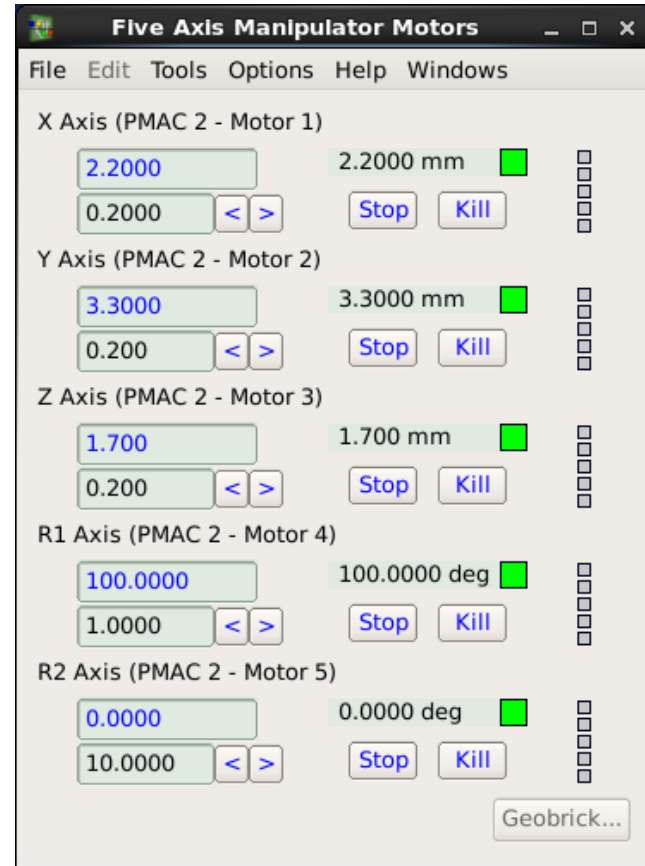 Five Axis Manipulator Motors
File Edit Tools Options Help Windows
X Axis (PMAC 2 - Motor 1)
2.2000 2.2000 mm
0.2000 < > Stop Kill
Y Axis (PMAC 2 - Motor 2)
3.3000 3.3000 mm
0.200 < > Stop Kill
Z Axis (PMAC 2 - Motor 3)
1.700 1.700 mm
0.200 < > Stop Kill
R1 Axis (PMAC 2 - Motor 4)
100.0000 100.0000 deg
1.0000 < > Stop Kill
R2 Axis (PMAC 2 - Motor 5)
0.0000 0.0000 deg
10.0000 < > Stop Kill
Geobrick...